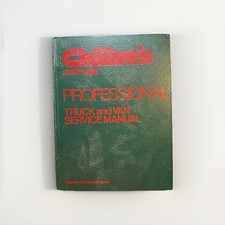 Chilton's
PROFESSIONAL
TRUCK and VAN
SERVICE MANUAL